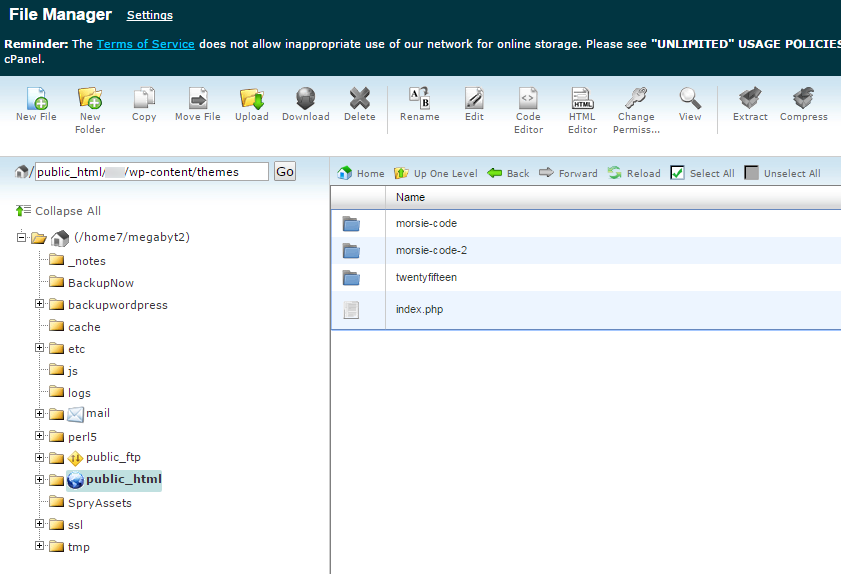 File Manager Settings
Reminder: The Terms of Service does not allow inappropriate use of our network for online storage. Please see "UNLIMITED" USAGE POLICIES
cPanel.
New File
New Folder
Copy
Move File
Upload
Download
Delete
Rename
Edit
Code Editor
HTML Editor
Change Permiss...
View
Extract
Compress
/ public_html/ /wp-content/themes Go
Home Up One Level Back Forward Reload Select All Unselect All
Collapse All
(/home7/megabyt2)
_notes
BackupNow
backupwordpress
cache
etc
js
logs
mail
perl5
public_ftp
public_html
SpryAssets
ssl
tmp
Name
morsie-code
morsie-code-2
twentyfifteen
index.php